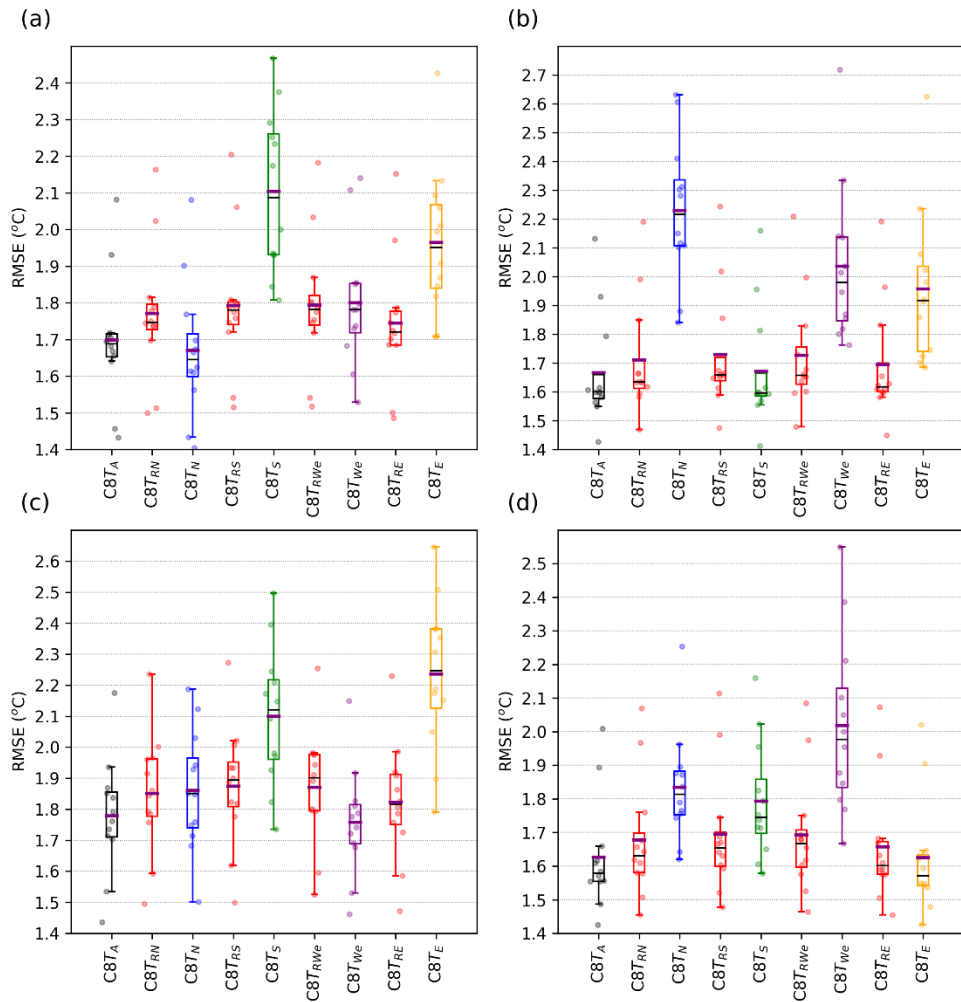 (a)
RMSE (°C)
2.4
2.3
2.2
2.1
2.0
1.9
1.8
1.7
1.6
1.5
1.4
C8T_A
C8T_RN
C8T_N
C8T_RS
C8T_S
C8T_RWe
C8T_We
C8T_RE
C8T_E
(b)
RMSE (°C)
2.7
2.6
2.5
2.4
2.3
2.2
2.1
2.0
1.9
1.8
1.7
1.6
1.5
1.4
C8T_A
C8T_RN
C8T_N
C8T_RS
C8T_S
C8T_RWe
C8T_We
C8T_RE
C8T_E
(c)
RMSE (°C)
2.6
2.5
2.4
2.3
2.2
2.1
2.0
1.9
1.8
1.7
1.6
1.5
1.4
C8T_A
C8T_RN
C8T_N
C8T_RS
C8T_S
C8T_RWe
C8T_We
C8T_RE
C8T_E
(d)
RMSE (°C)
2.5
2.4
2.3
2.2
2.1
2.0
1.9
1.8
1.7
1.6
1.5
1.4
C8T_A
C8T_RN
C8T_N
C8T_RS
C8T_S
C8T_RWe
C8T_We
C8T_RE
C8T_E